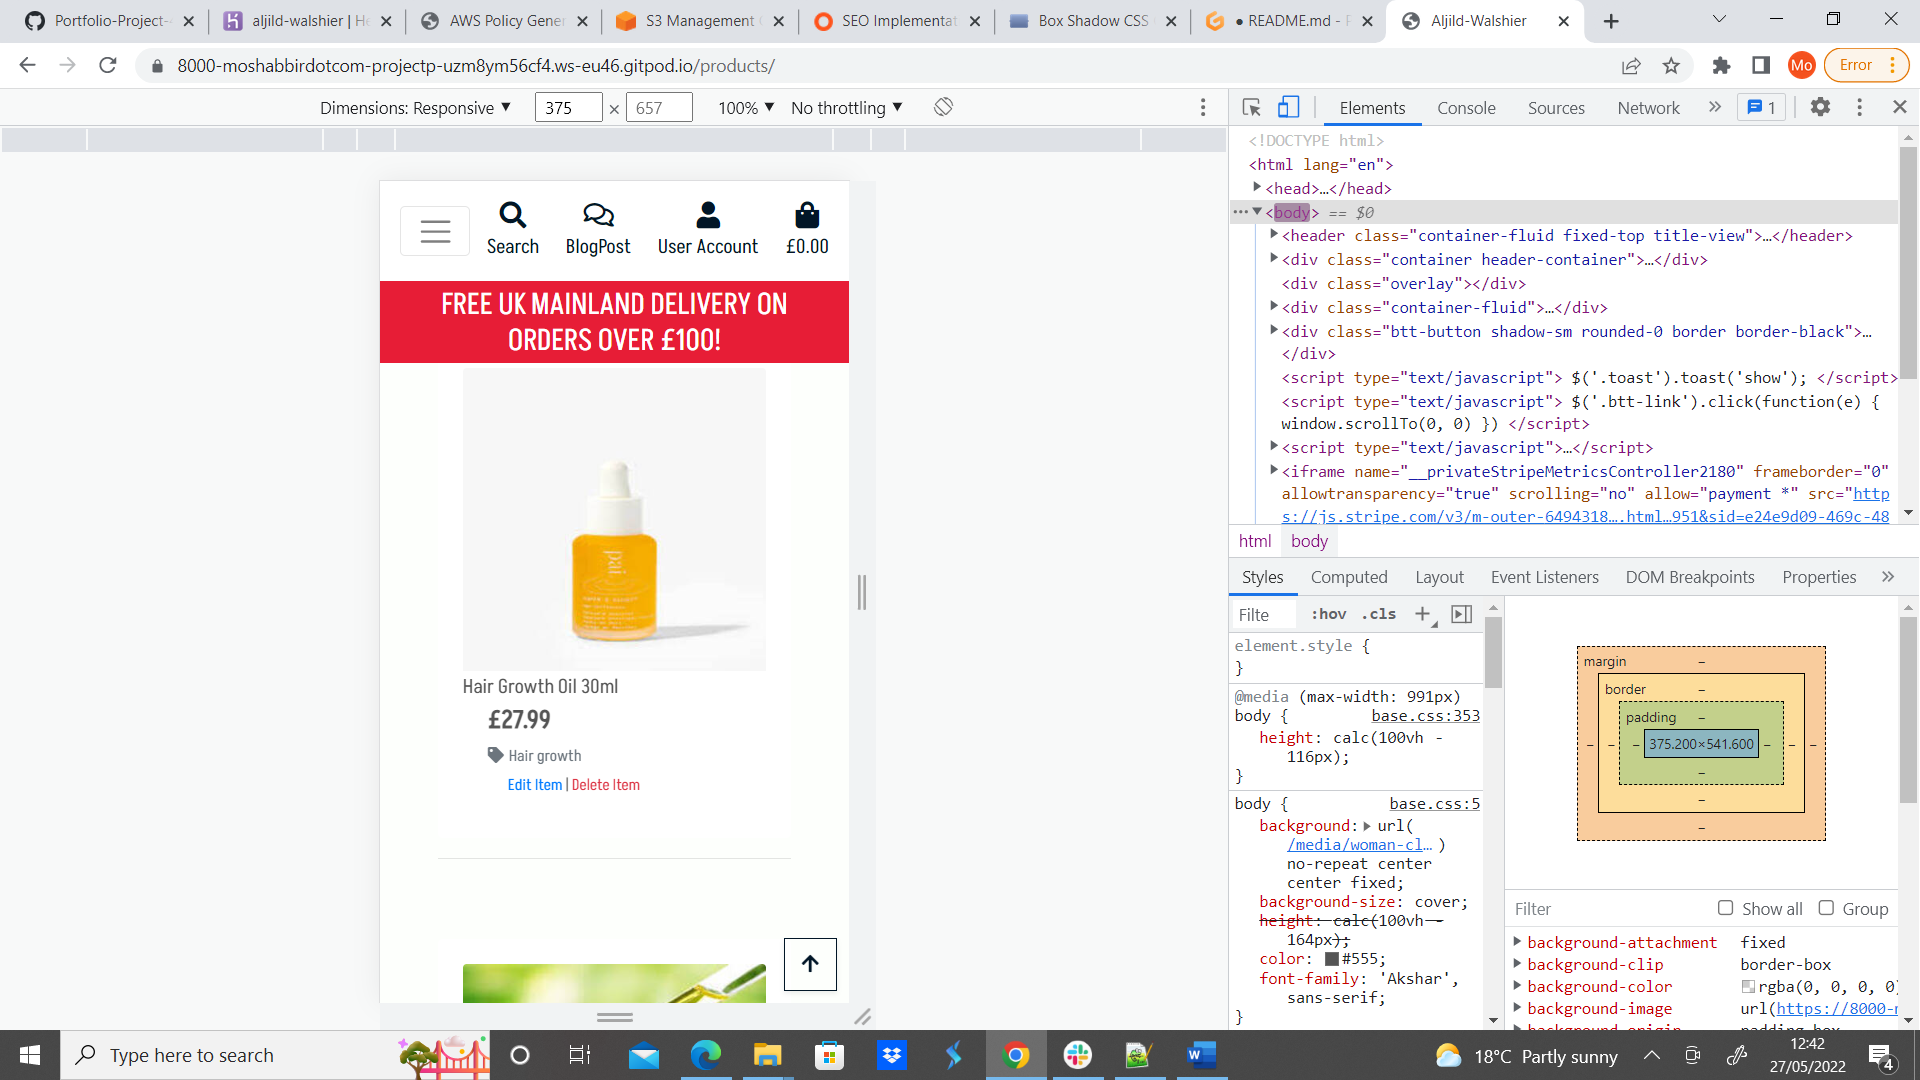 Portfolio-Project-
aljild-walshier | He
AWS Policy Gener
S3 Management C
SEO Implementat
Box Shadow CSS
● README.md - P
Aljild-Walshier
8000-moshabbirdotcom-projectp-uzm8ym56cf4.ws-eu46.gitpod.io/products/
Mo
Error
Dimensions: Responsive ▼
375 × 657
100% ▼
No throttling ▼
Elements
Console
Sources
Network
1
Search
BlogPost
User Account
£0.00
FREE UK MAINLAND DELIVERY ON
ORDERS OVER £100!
Hair Growth Oil 30ml
£27.99
Hair growth
Edit Item | Delete Item
<!DOCTYPE html>
<html lang="en">
<head>…</head>
<body> == $0
<header class="container-fluid fixed-top title-view">…</header>
<div class="container header-container">…</div>
<div class="overlay"></div>
<div class="container-fluid">…</div>
<div class="btt-button shadow-sm rounded-0 border border-black">…
</div>
<script type="text/javascript"> $('.toast').toast('show'); </script>
<script type="text/javascript"> $('.btt-link').click(function(e) {
window.scrollTo(0, 0) }) </script>
<script type="text/javascript">…</script>
<iframe name="__privateStripeMetricsController2180" frameborder="0"
allowtransparency="true" scrolling="no" allow="payment *" src="http
s://js.stripe.com/v3/m-outer-6494318….html…951&sid=e24e9d09-469c-48
html
body
Styles
Computed
Layout
Event Listeners
DOM Breakpoints
Properties
Filte
:hov
.cls
element.style {
}
@media (max-width: 991px)
body {
base.css:353
height: calc(100vh -
116px);
}
body {
base.css:5
background: url(
/media/woman-cl… )
no-repeat center
center fixed;
background-size: cover;
height: calc(100vh -
164px);
color: #555;
font-family: 'Akshar',
sans-serif;
}
margin
–
border
–
padding
–
– – – 375.200×541.600 – – –
–
–
–
Filter
Show all
Group
background-attachment
fixed
background-clip
border-box
background-color
rgba(0, 0, 0, 0)
background-image
url(https://8000-
background-origin
padding-box
Type here to search
18°C Partly sunny
12:42
27/05/2022
4